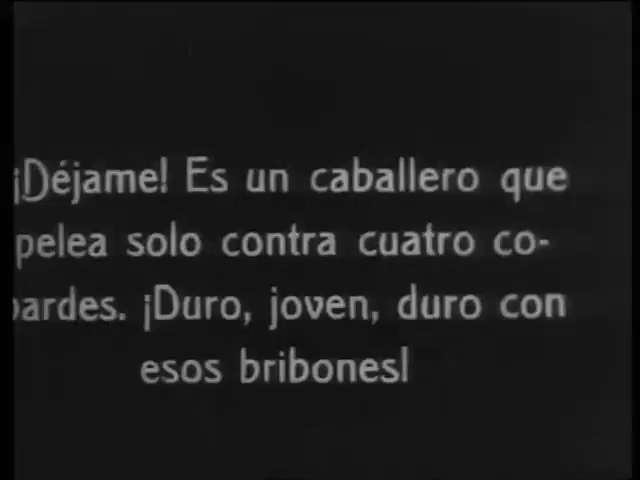 ¡Déjame! Es un caballero que
pelea solo contra cuatro co-
bardes. ¡Duro, joven, duro con
esos bribones!